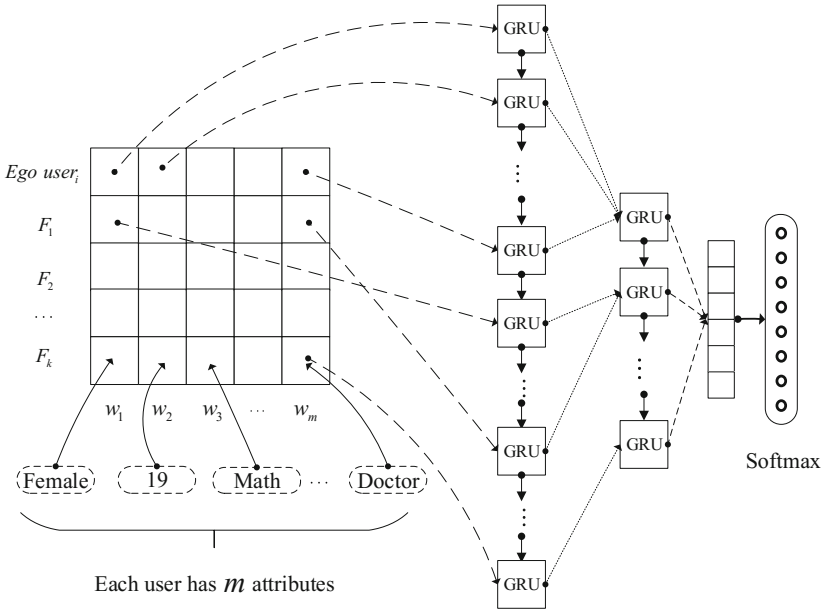 GRU
GRU
⋮
Ego user_i
F_1
F_2
...
F_k
GRU
GRU
⋮
GRU
⋮
GRU
GRU
GRU
⋮
GRU
w_1 w_2 w_3 ... w_m
Female 19 Math ... Doctor
Softmax
Each user has m attributes